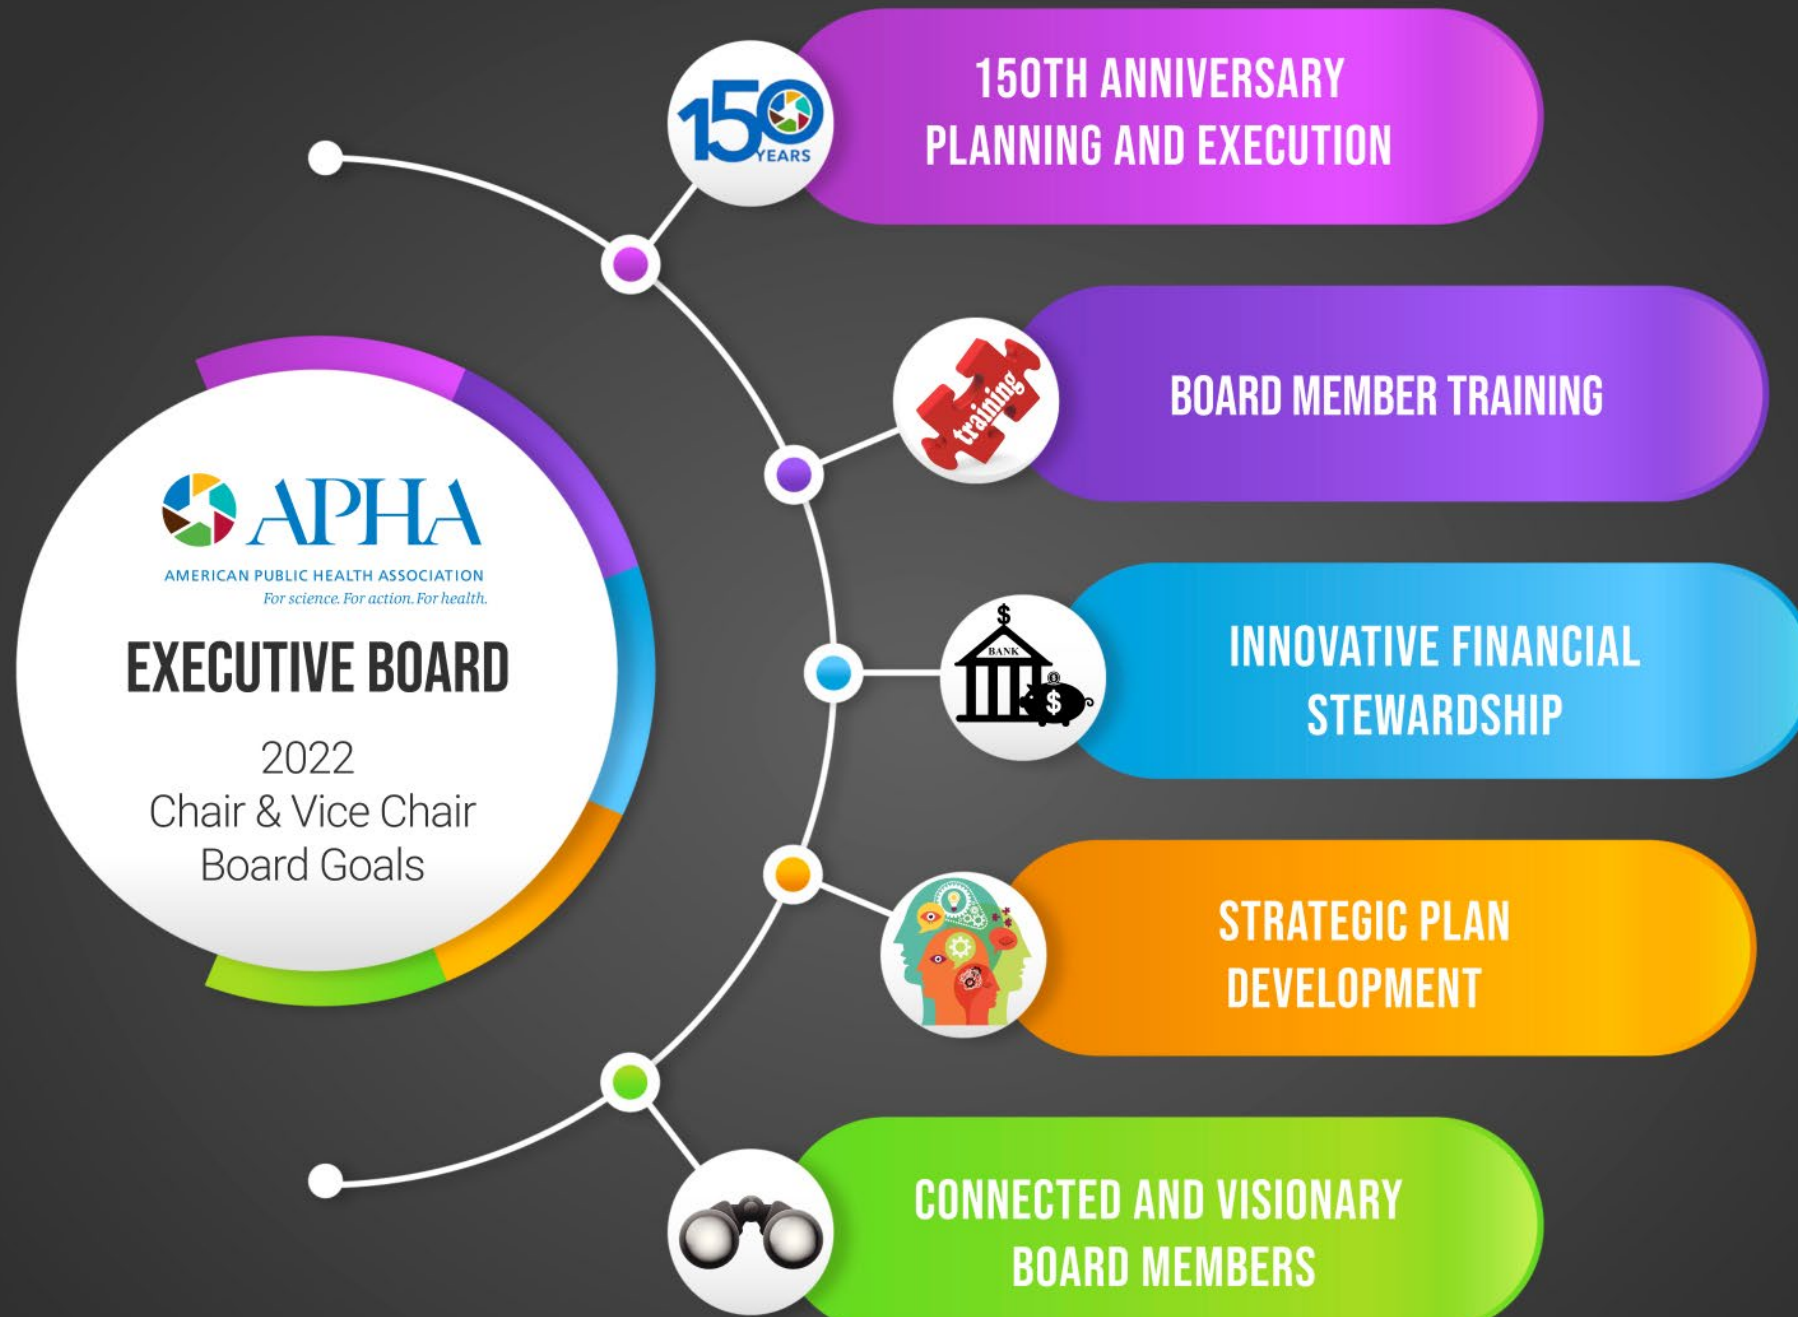 APHA
AMERICAN PUBLIC HEALTH ASSOCIATION
For science. For action. For health.
EXECUTIVE BOARD
2022
Chair & Vice Chair
Board Goals
150
YEARS
150TH ANNIVERSARY
PLANNING AND EXECUTION
training
BOARD MEMBER TRAINING
$
BANK
$
$
INNOVATIVE FINANCIAL
STEWARDSHIP
STRATEGIC PLAN
DEVELOPMENT
CONNECTED AND VISIONARY
BOARD MEMBERS